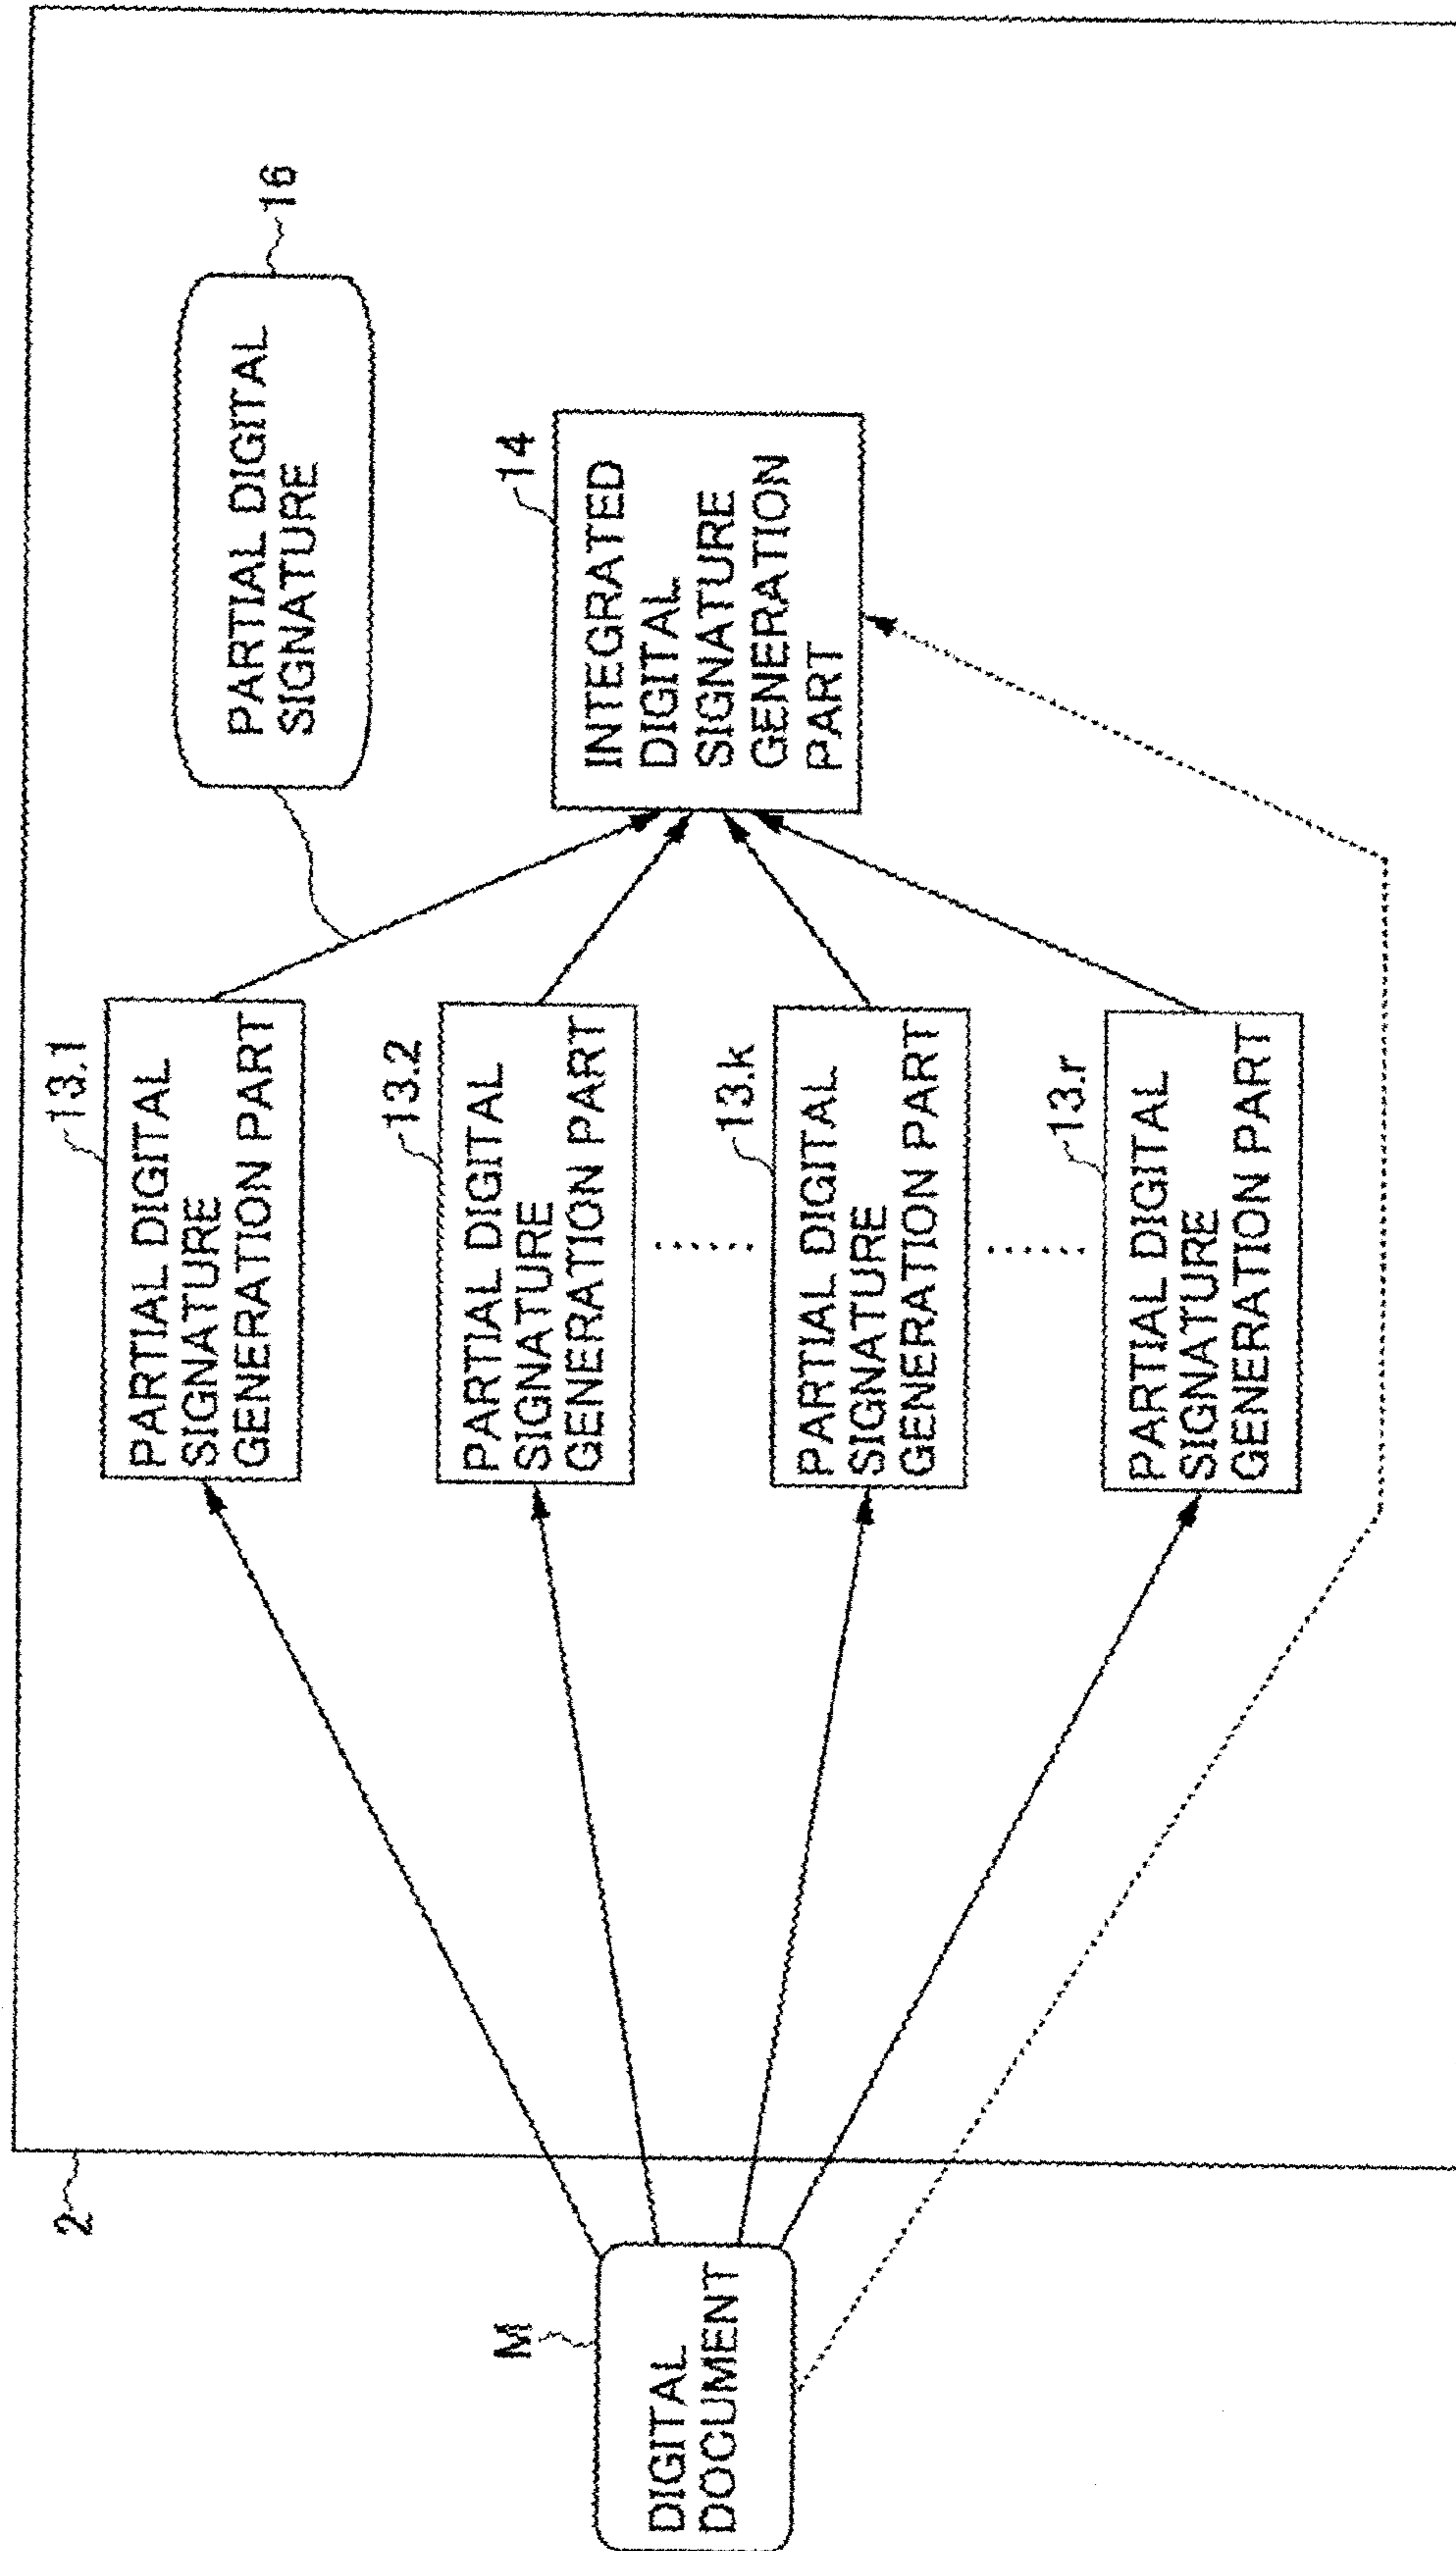 2
M
DIGITAL
DOCUMENT
13.1
PARTIAL DIGITAL
SIGNATURE
GENERATION PART
13.2
PARTIAL DIGITAL
SIGNATURE
GENERATION PART
13.k
PARTIAL DIGITAL
SIGNATURE
GENERATION PART
13.r
PARTIAL DIGITAL
SIGNATURE
GENERATION PART
16
PARTIAL DIGITAL
SIGNATURE
14
INTEGRATED
DIGITAL
SIGNATURE
GENERATION
PART